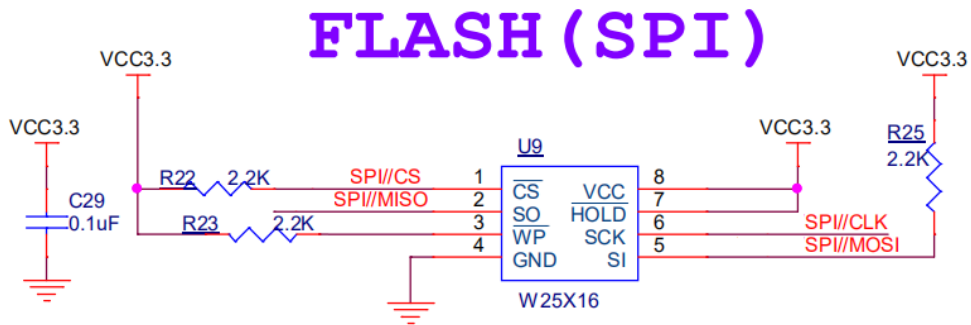 FLASH(SPI)
VCC3.3
VCC3.3
VCC3.3
VCC3.3
C29
0.1uF
R22
2.2K
R23
2.2K
SPI//CS
SPI//MISO
U9
1
2
3
4
CS
SO
WP
GND
VCC
HOLD
SCK
SI
8
7
6
5
W25X16
SPI//CLK
SPI//MOSI
R25
2.2K